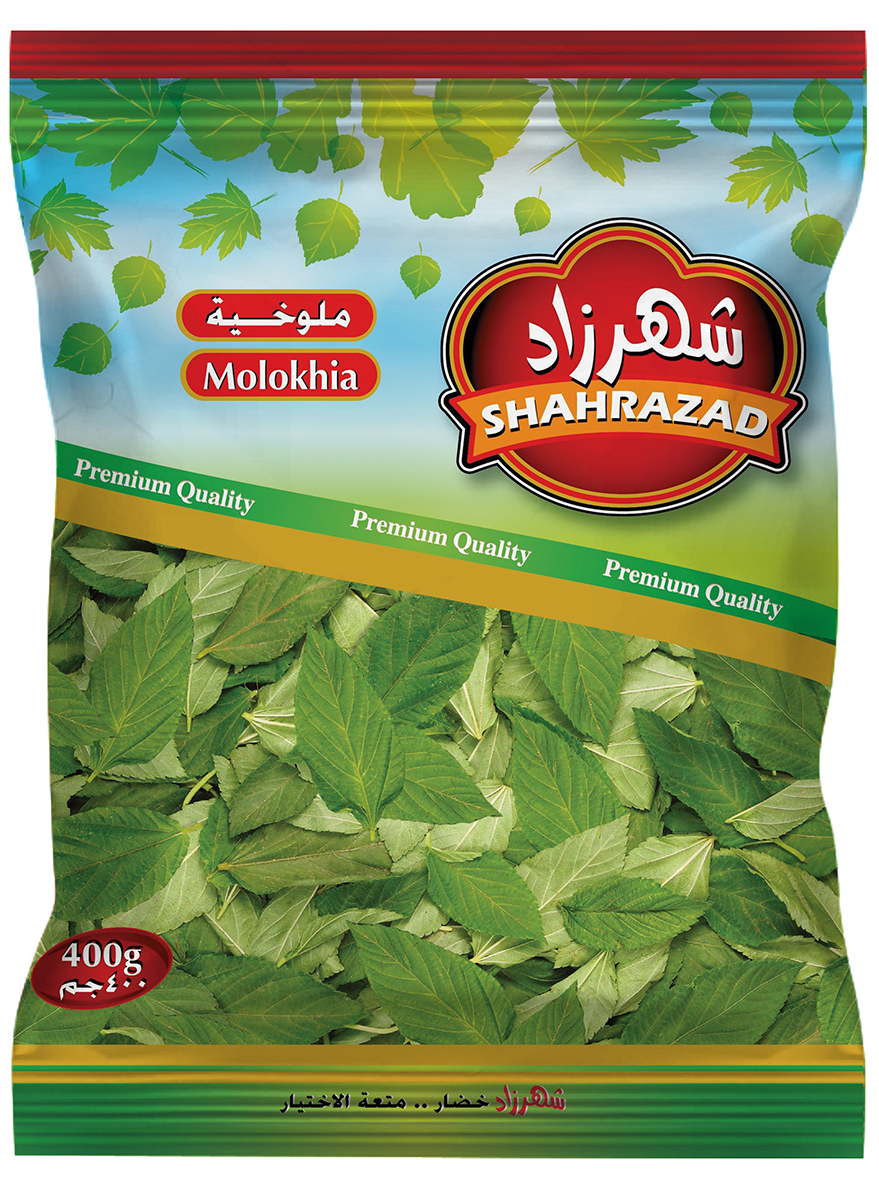 ملوخية
Molokhia
شهرزاد
SHAHRAZAD
Premium Quality
Premium Quality
Premium Quality
400g
٤٠٠جم
شهرزاد خضار .. متعة الاختيار